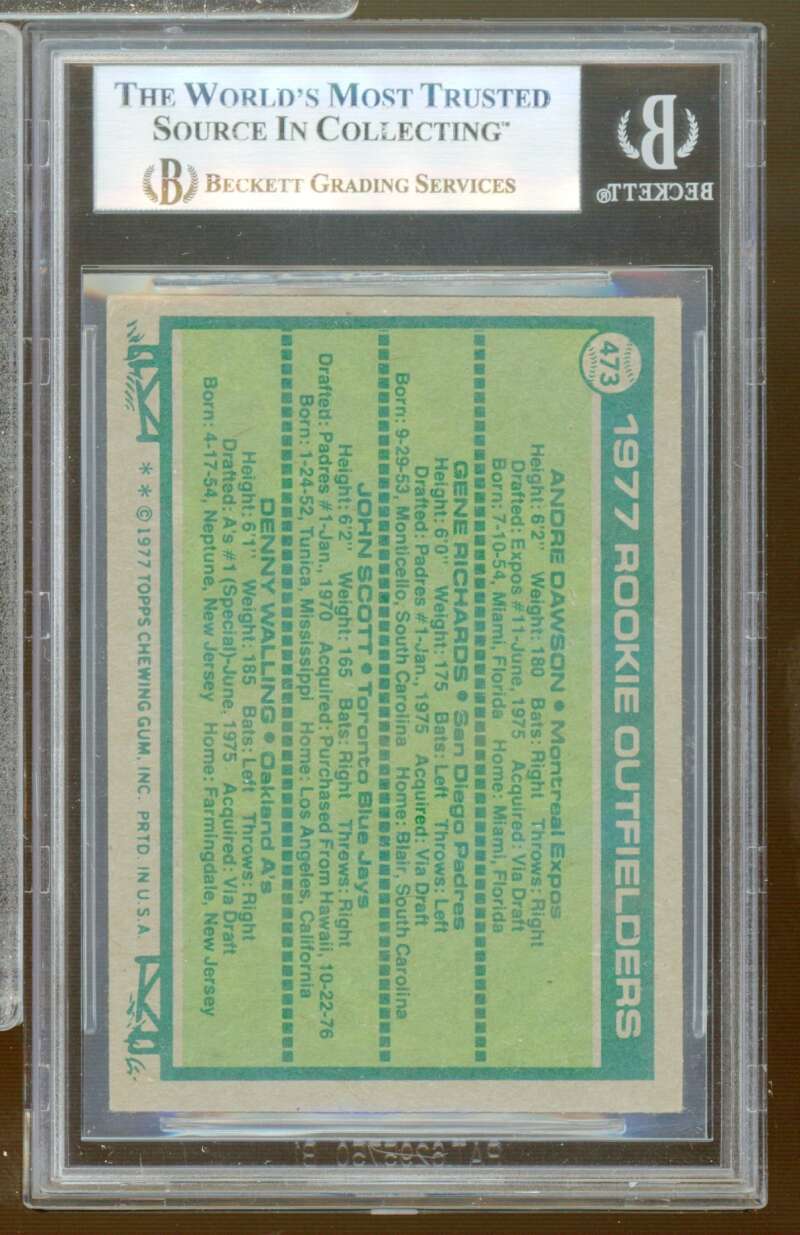 THE WORLD'S MOST TRUSTED
SOURCE IN COLLECTING™
B BECKETT GRADING SERVICES
B
BECKETT®
473
1977 ROOKIE OUTFIELDERS
ANDRE DAWSON • Montreal Expos
Height: 6'2" Weight: 180 Bats: Right Throws: Right
Drafted: Expos #11-June, 1975 Acquired: Via Draft
Born: 7-10-54, Miami, Florida Home: Miami, Florida
GENE RICHARDS • San Diego Padres
Height: 6'0" Weight: 175 Bats: Left Throws: Left
Drafted: Padres #1-Jan., 1975 Acquired: Via Draft
Born: 9-29-53, Monticello, South Carolina Home: Blair, South Carolina
JOHN SCOTT • Toronto Blue Jays
Height: 6'2" Weight: 165 Bats: Right Throws: Right
Drafted: Padres #1-Jan., 1970 Acquired: Purchased From Hawaii, 10-22-76
Born: 1-24-52, Tunica, Mississippi Home: Los Angeles, California
DENNY WALLING • Oakland A's
Height: 6'1" Weight: 185 Bats: Left Throws: Right
Drafted: A's #1 (Special)-June, 1975 Acquired: Via Draft
Born: 4-17-54, Neptune, New Jersey Home: Farmingdale, New Jersey
* * © 1977 TOPPS CHEWING GUM, INC. PRTD. IN U.S.A.